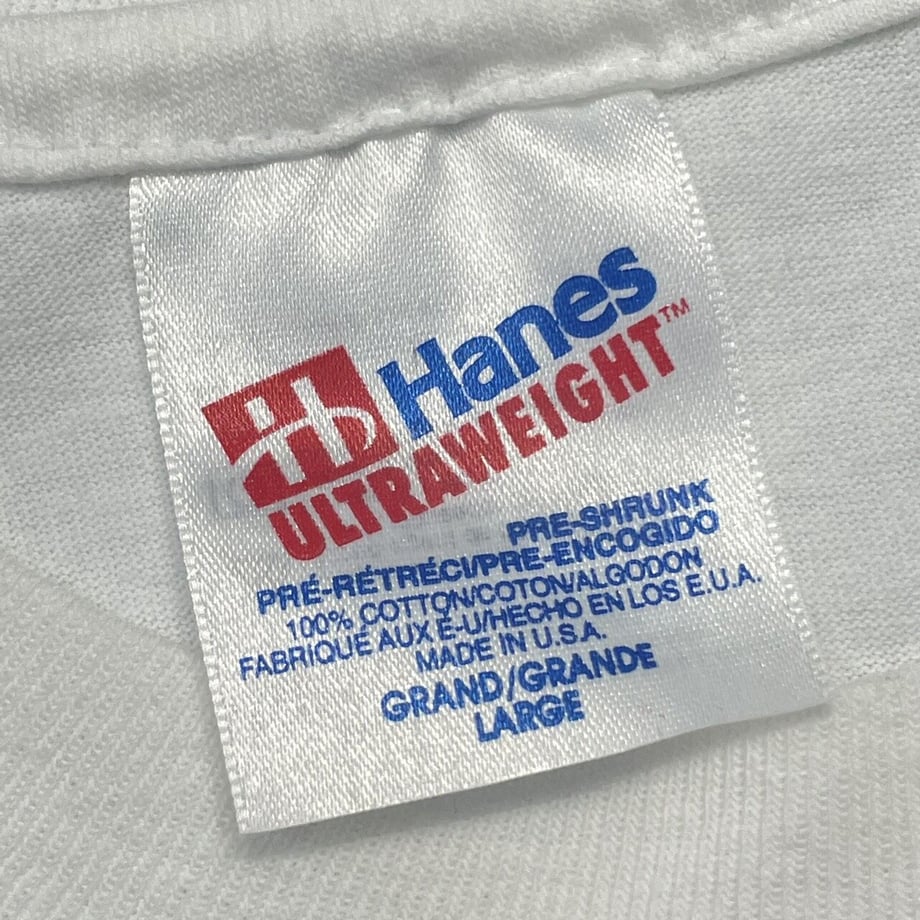 Hanes
ULTRAWEIGHT™
PRE-SHRUNK
PRÉ-RÉTRÉCI/PRE-ENCOGIDO
100% COTTON/COTON/ALGODON
FABRIQUÉ AUX É-U/HECHO EN LOS E.U.A.
MADE IN U.S.A.
GRAND/GRANDE
LARGE